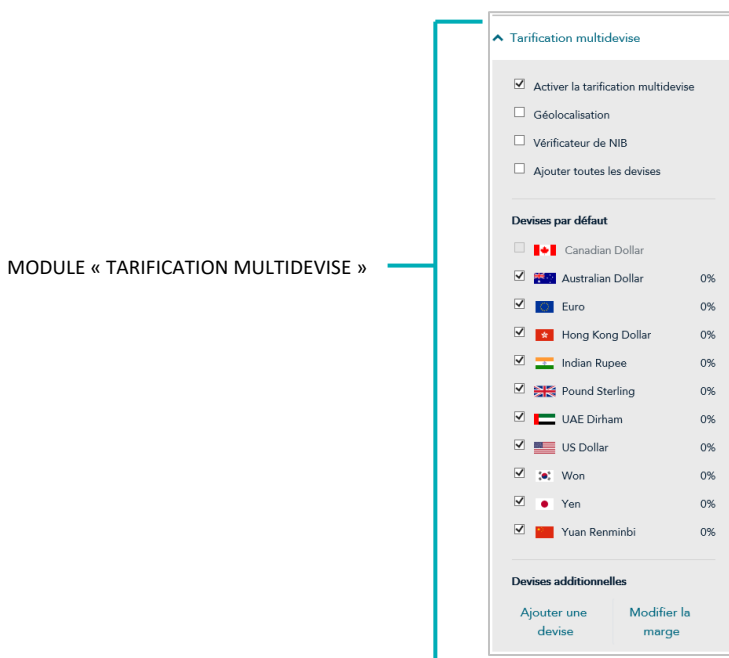 Tarification multidevise
Activer la tarification multidevise
Géolocalisation
Vérificateur de NIB
Ajouter toutes les devises
Devises par défaut
Canadian Dollar
MODULE « TARIFICATION MULTIDEVISE »
Australian Dollar 0%
Euro 0%
Hong Kong Dollar 0%
Indian Rupee 0%
Pound Sterling 0%
UAE Dirham 0%
US Dollar 0%
Won 0%
Yen 0%
Yuan Renminbi 0%
Devises additionnelles
Ajouter une devise
Modifier la marge